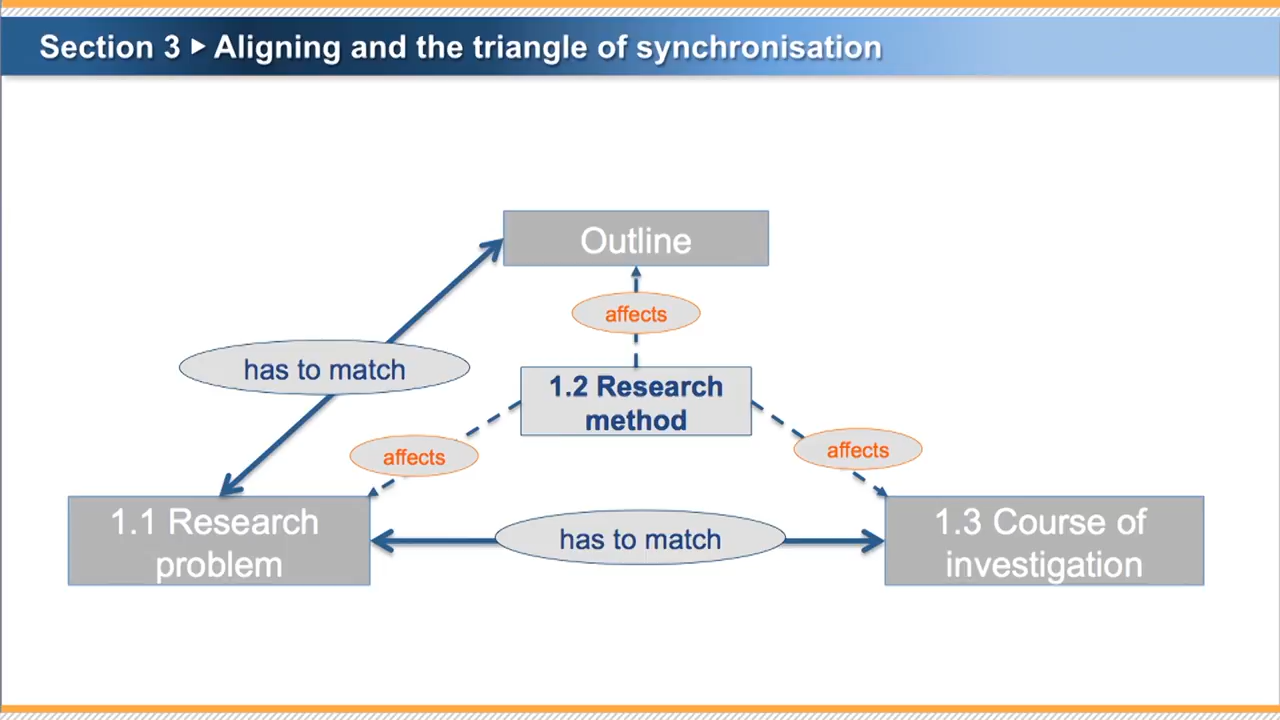 Section 3 ▸ Aligning and the triangle of synchronisation
Outline
affects
has to match
1.2 Research
method
affects
affects
1.1 Research
problem
has to match
1.3 Course of
investigation